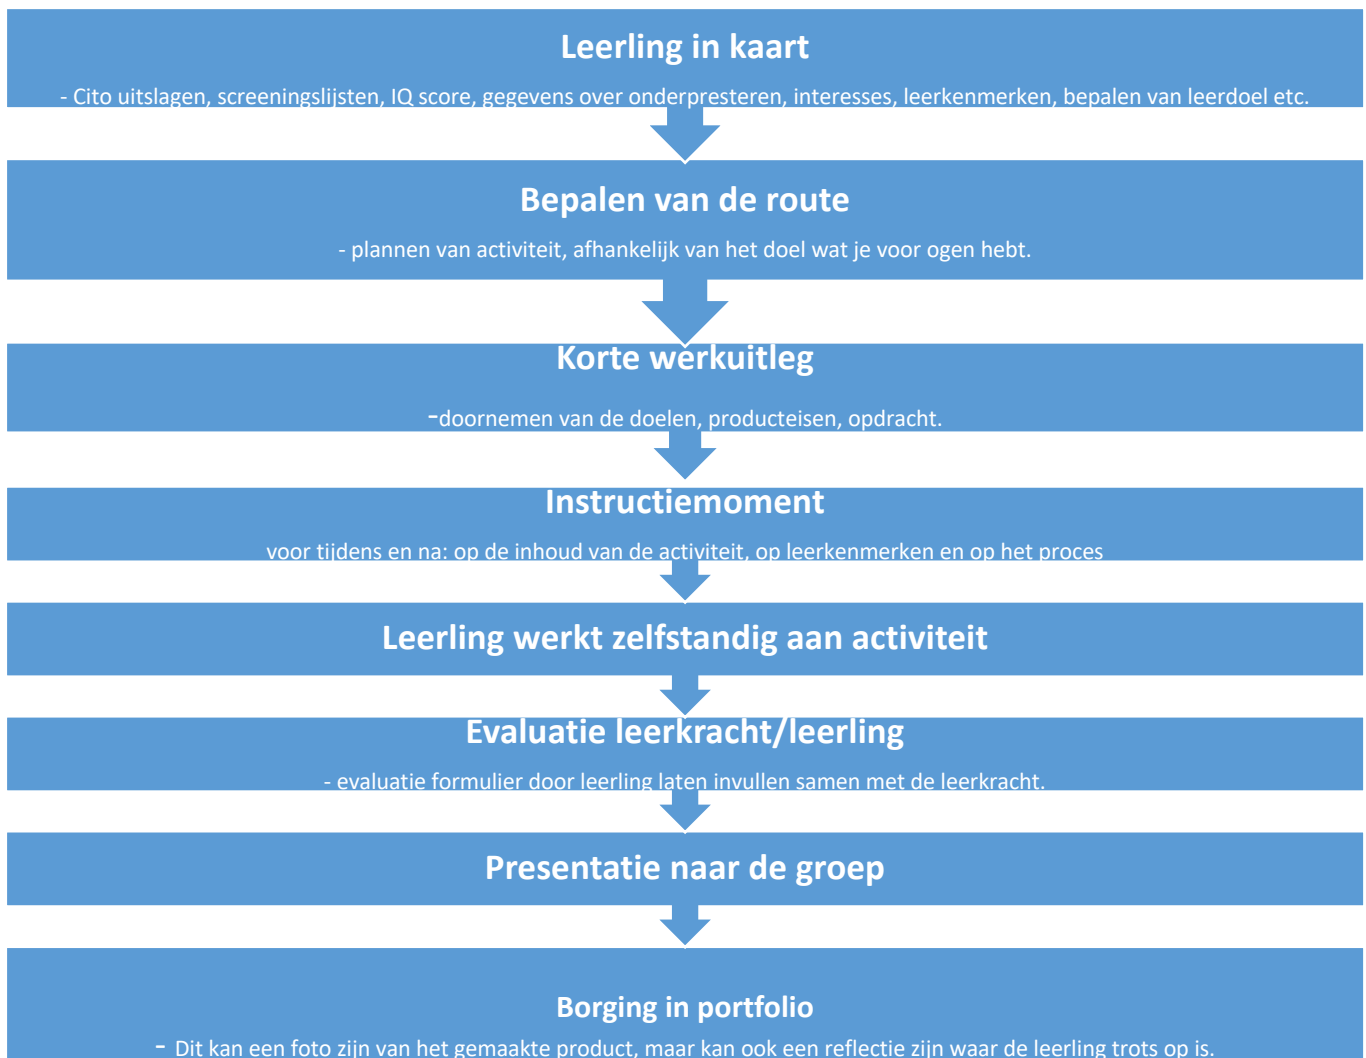 Leerling in kaart
- Cito uitslagen, screeningslijsten, IQ score, gegevens over onderpresteren, interesses, leerkenmerken, bepalen van leerdoel etc.
Bepalen van de route
- plannen van activiteit, afhankelijk van het doel wat je voor ogen hebt.
Korte werkuitleg
-doornemen van de doelen, producteisen, opdracht.
Instructiemoment
voor tijdens en na: op de inhoud van de activiteit, op leerkenmerken en op het proces
Leerling werkt zelfstandig aan activiteit
Evaluatie leerkracht/leerling
- evaluatie formulier door leerling laten invullen samen met de leerkracht.
Presentatie naar de groep
Borging in portfolio
- Dit kan een foto zijn van het gemaakte product, maar kan ook een reflectie zijn waar de leerling trots op is.